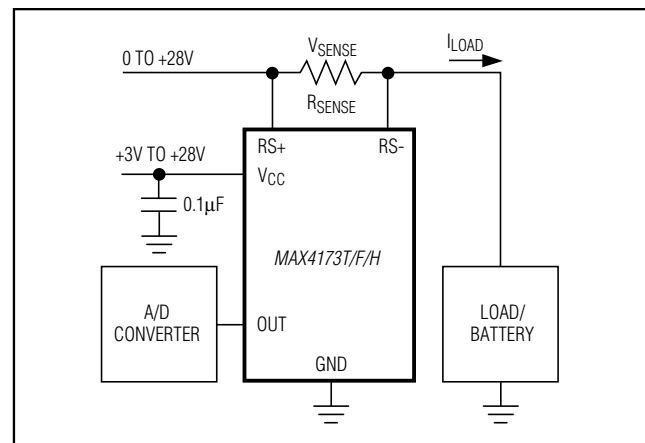 0 TO +28V
VSENSE
ILOAD
RSENSE
RS+
RS-
+3V TO +28V
VCC
0.1μF
MAX4173T/F/H
A/D
CONVERTER
OUT
LOAD/
BATTERY
GND